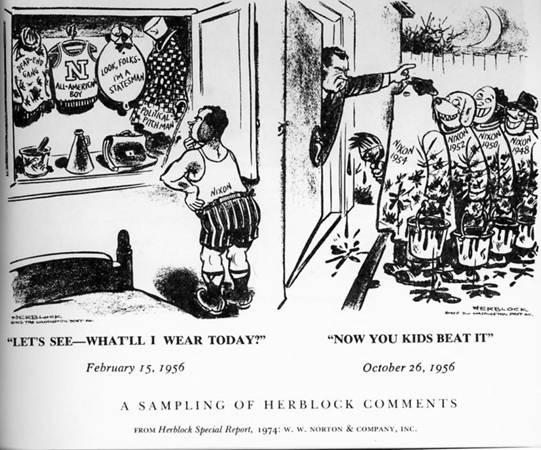 DEAD-END
GANG
N
ALL-AMERICAN
BOY
LOOK, FOLKS-
I'M A
STATESMAN
POLITICAL
PITCHMAN
NIXON
HERBLOCK
NIXON
1954
NIXON
1952
NIXON
1950
NIXON
1948
HERBLOCK
"LET'S SEE—WHAT'LL I WEAR TODAY?"
February 15, 1956
"NOW YOU KIDS BEAT IT"
October 26, 1956
A SAMPLING OF HERBLOCK COMMENTS
FROM Herblock Special Report, 1974: W. W. NORTON & COMPANY, INC.